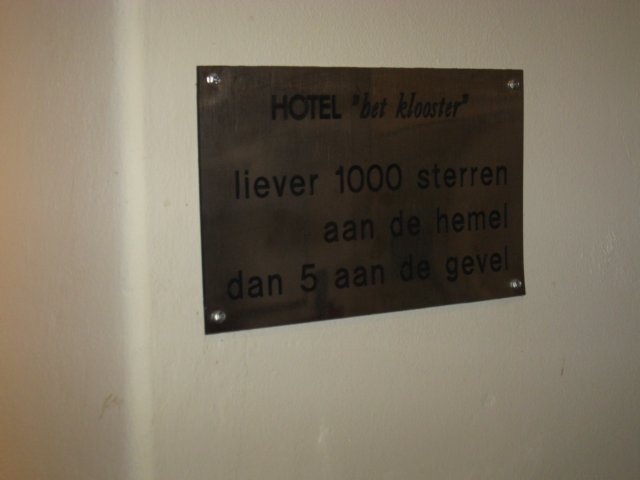 HOTEL "het klooster"
liever 1000 sterren
aan de hemel
dan 5 aan de gevel